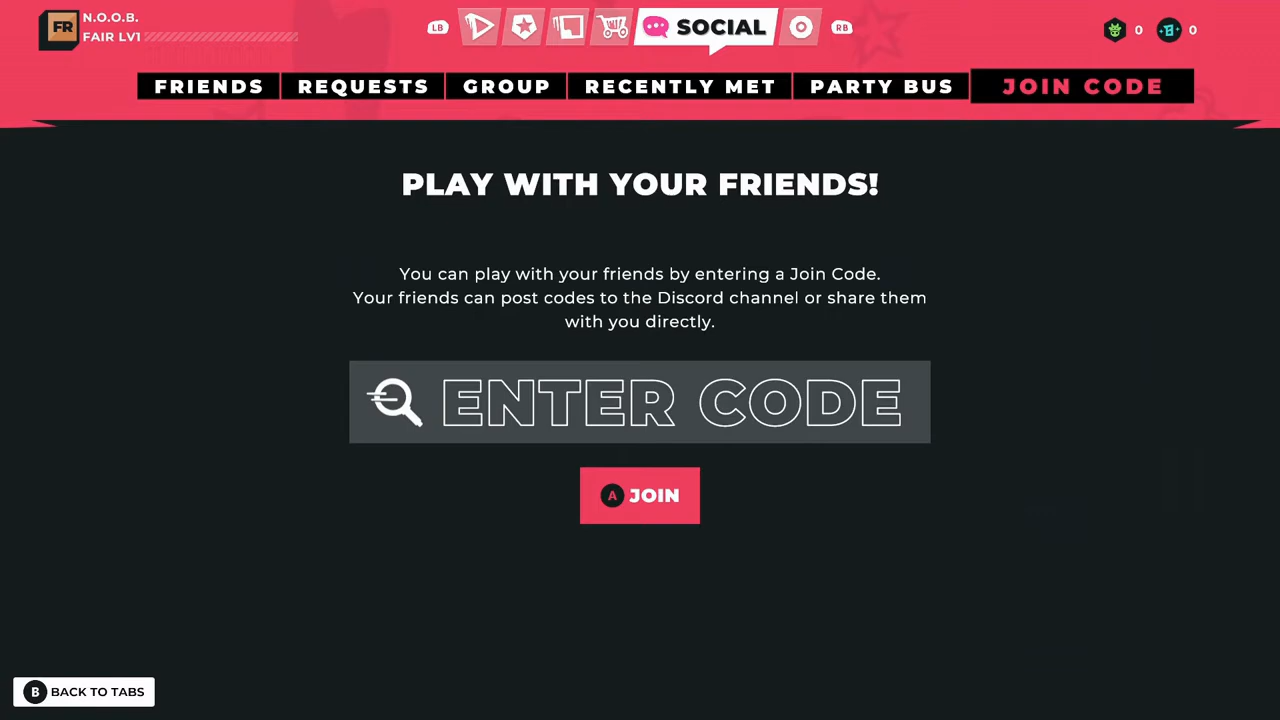 FR
N.O.O.B.
FAIR LV1
LB
SOCIAL
RB
0
0
FRIENDS
REQUESTS
GROUP
RECENTLY MET
PARTY BUS
JOIN CODE
PLAY WITH YOUR FRIENDS!
You can play with your friends by entering a Join Code.
Your friends can post codes to the Discord channel or share them
with you directly.
ENTER CODE
A JOIN
B BACK TO TABS